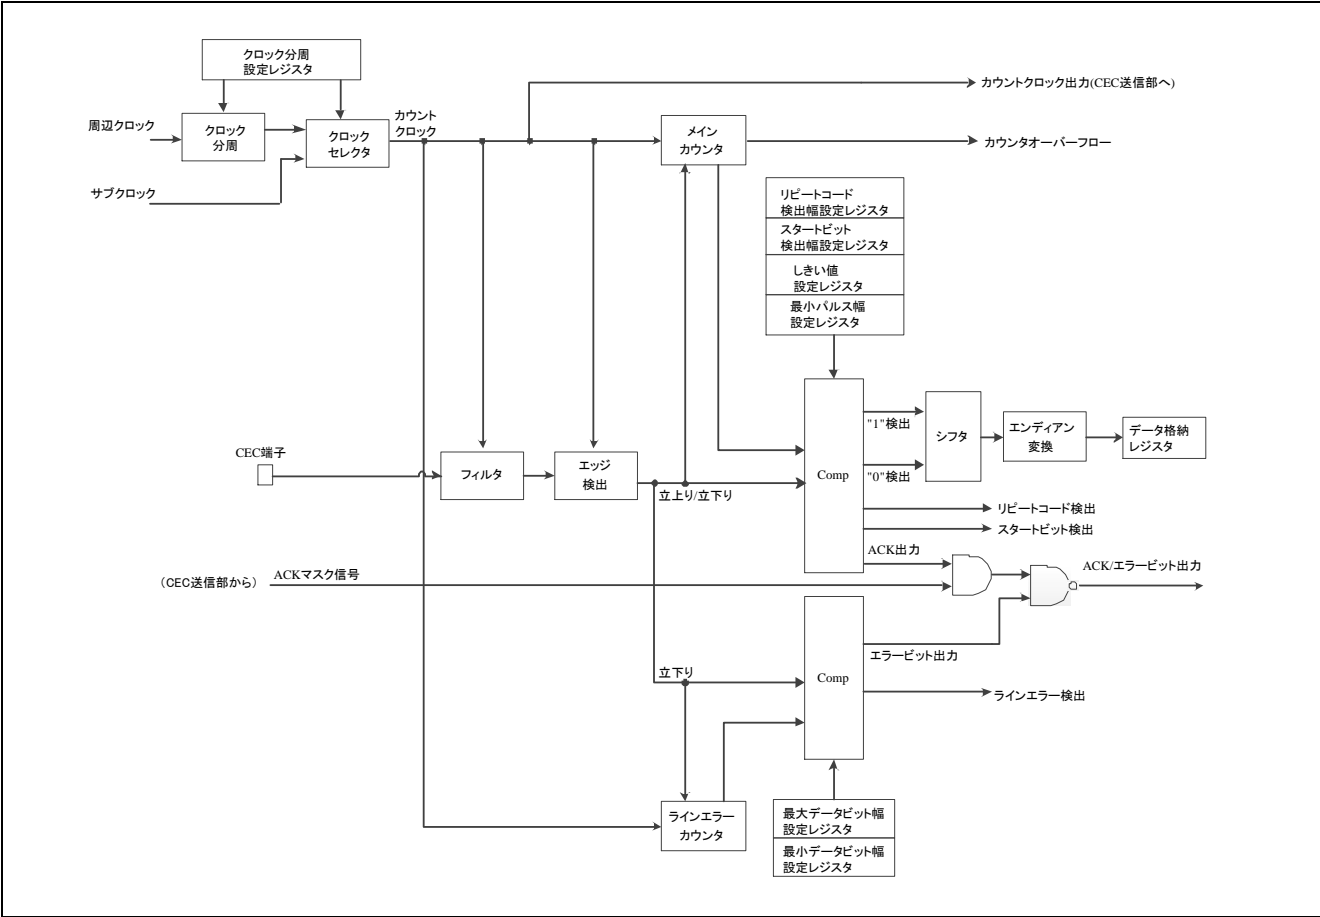 クロック分周
設定レジスタ
カウントクロック出力(CEC送信部へ)
周辺クロック
クロック
分周
クロック
セレクタ
カウント
クロック
メイン
カウンタ
カウンタオーバーフロー
サブクロック
リピートコード
検出幅設定レジスタ
スタートビット
検出幅設定レジスタ
しきい値
設定レジスタ
最小パルス幅
設定レジスタ
CEC端子
フィルタ
エッジ
検出
立上り/立下り
Comp
"1"検出
"0"検出
シフタ
エンディアン
変換
データ格納
レジスタ
リピートコード検出
スタートビット検出
ACK出力
(CEC送信部から)
ACKマスク信号
ACK/エラービット出力
立下り
Comp
エラービット出力
ラインエラー検出
ラインエラー
カウンタ
最大データビット幅
設定レジスタ
最小データビット幅
設定レジスタ